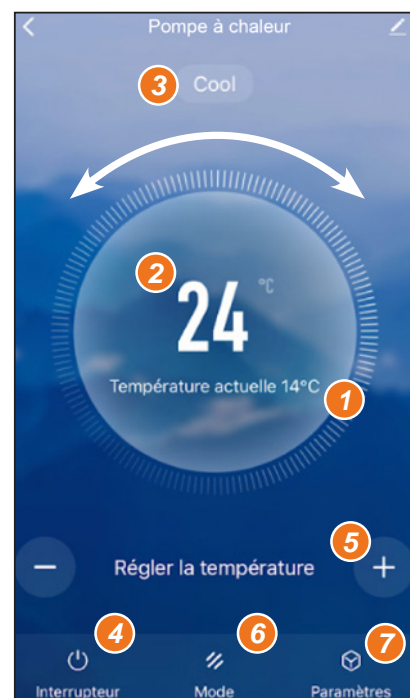 Pompe à chaleur
3 Cool
2 24 °C
Température actuelle 14°C
1
5
Régler la température
4 6 7
Interrupteur Mode Paramètres